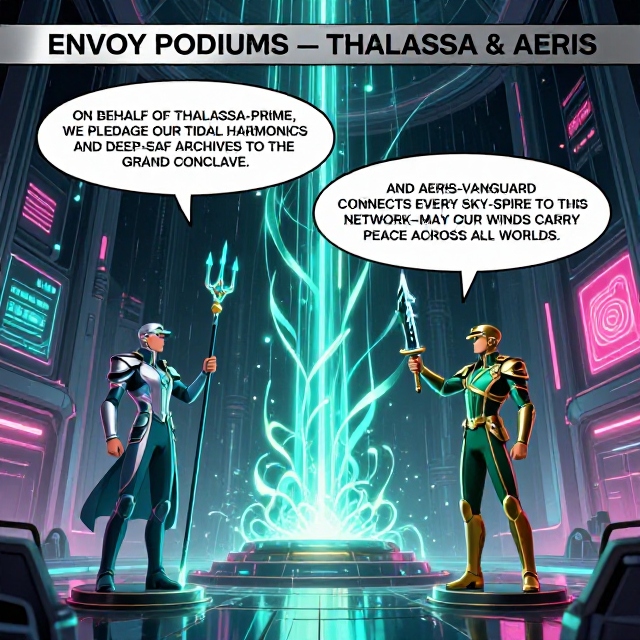 ENVOY PODIUMS — THALASSA & AERIS
ON BEHALF OF THALASSA-PRIME,
WE PLEDAGE OUR TIDAL HARMONICS
AND DEEP-SAF ARCHIVES TO THE
GRAND CONCLAVE.
AND AERIS-VANGUARD
CONNECTS EVERY SKY-SPIRE TO THIS
NETWORK—MAY OUR WINDS CARRY
PEACE ACROSS ALL WORLDS.